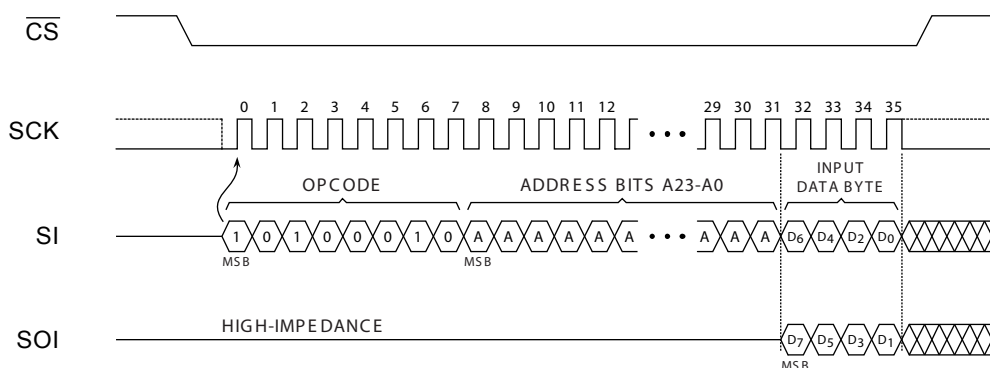 CS
0 1 2 3 4 5 6 7 8 9 10 11 12 29 30 31 32 33 34 35
SCK
•••
OPCODE
ADDRESS BITS A23-A0
INPUT
DATA BYTE
SI
1 0 1 0 0 0 1 0 A A A A A A ••• A A A D6 D4 D2 D0
MSB
MSB
HIGH-IMPEDANCE
SOI
D7 D5 D3 D1
MSB